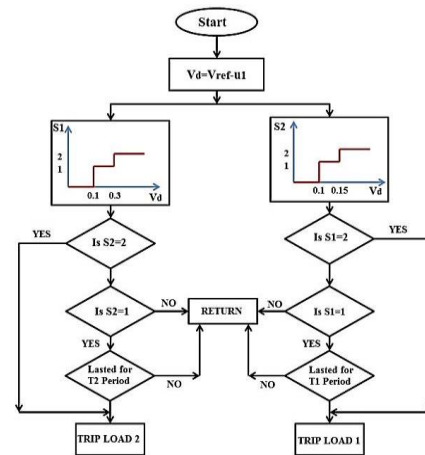 Start
Vd=Vref-u1
S1
2
1
0.1 0.3 Vd
S2
2
1
0.1 0.15 Vd
YES
Is S2=2
Is S1=2
YES
Is S2=1
NO
RETURN
NO
Is S1=1
YES
YES
Lasted for
T2 Period
NO
NO
Lasted for
T1 Period
TRIP LOAD 2
TRIP LOAD 1